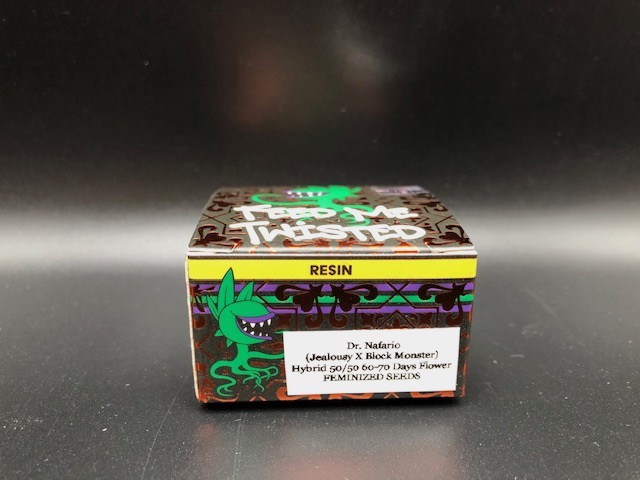 FEED ME
TWISTED
RESIN
Dr. Nafario
(Jealousy X Block Monster)
Hybrid 50/50 60-70 Days Flower
FEMINIZED SEEDS